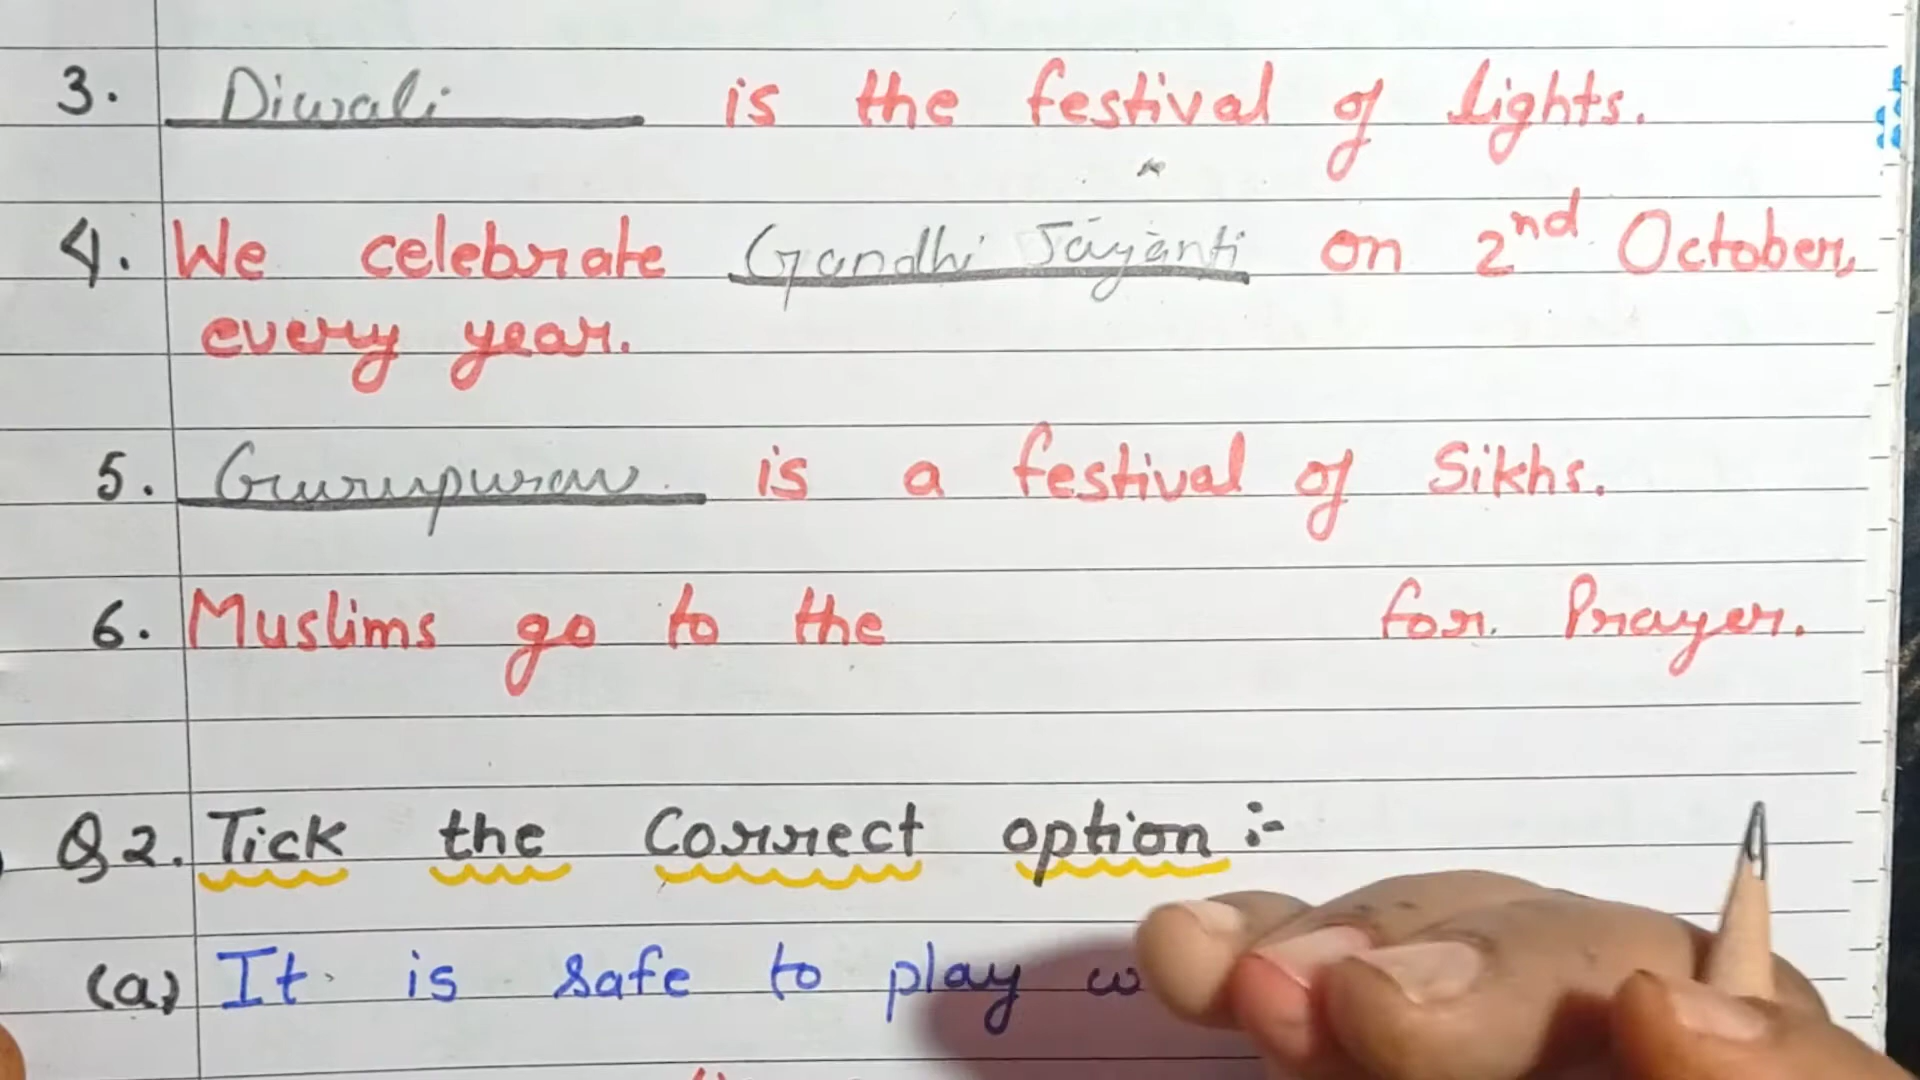 3. Diwali is the festival of lights.
4. We celebrate Gandhi Jayanti on 2nd October,
every year.
5. Gurupurav is a festival of Sikhs.
6. Muslims go to the for Prayer.
Q2. Tick the Correct option :-
(a) It is safe to play